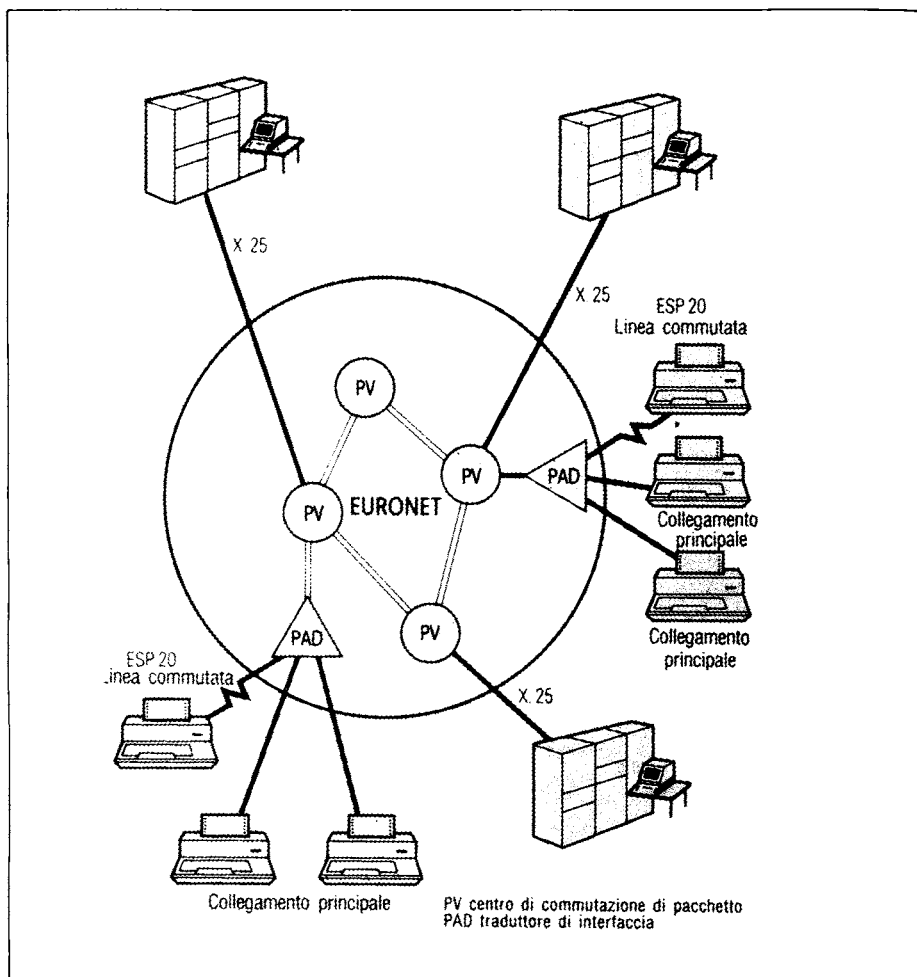 X 25
X 25
ESP 20
Linea commutata
PV
PV
PAD
PV
EURONET
Collegamento
principale
PAD
PV
Collegamento
principale
ESP 20
Linea commutata
X. 25
Collegamento principale
PV centro di commutazione di pacchetto
PAD traduttore di interfaccia